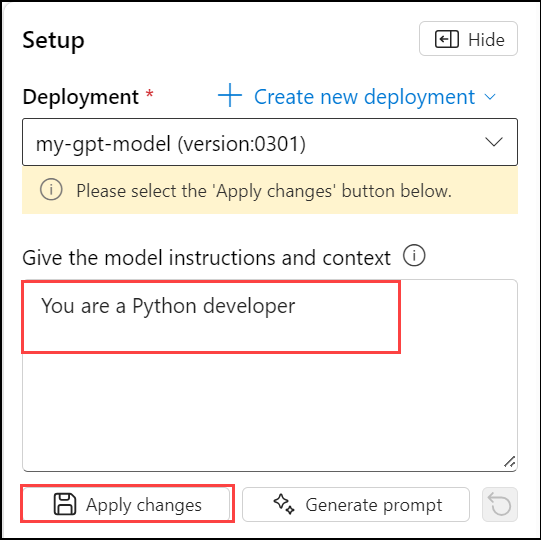 Setup
Hide
Deployment *
Create new deployment
my-gpt-model (version:0301)
Please select the 'Apply changes' button below.
Give the model instructions and context
You are a Python developer
Apply changes
Generate prompt